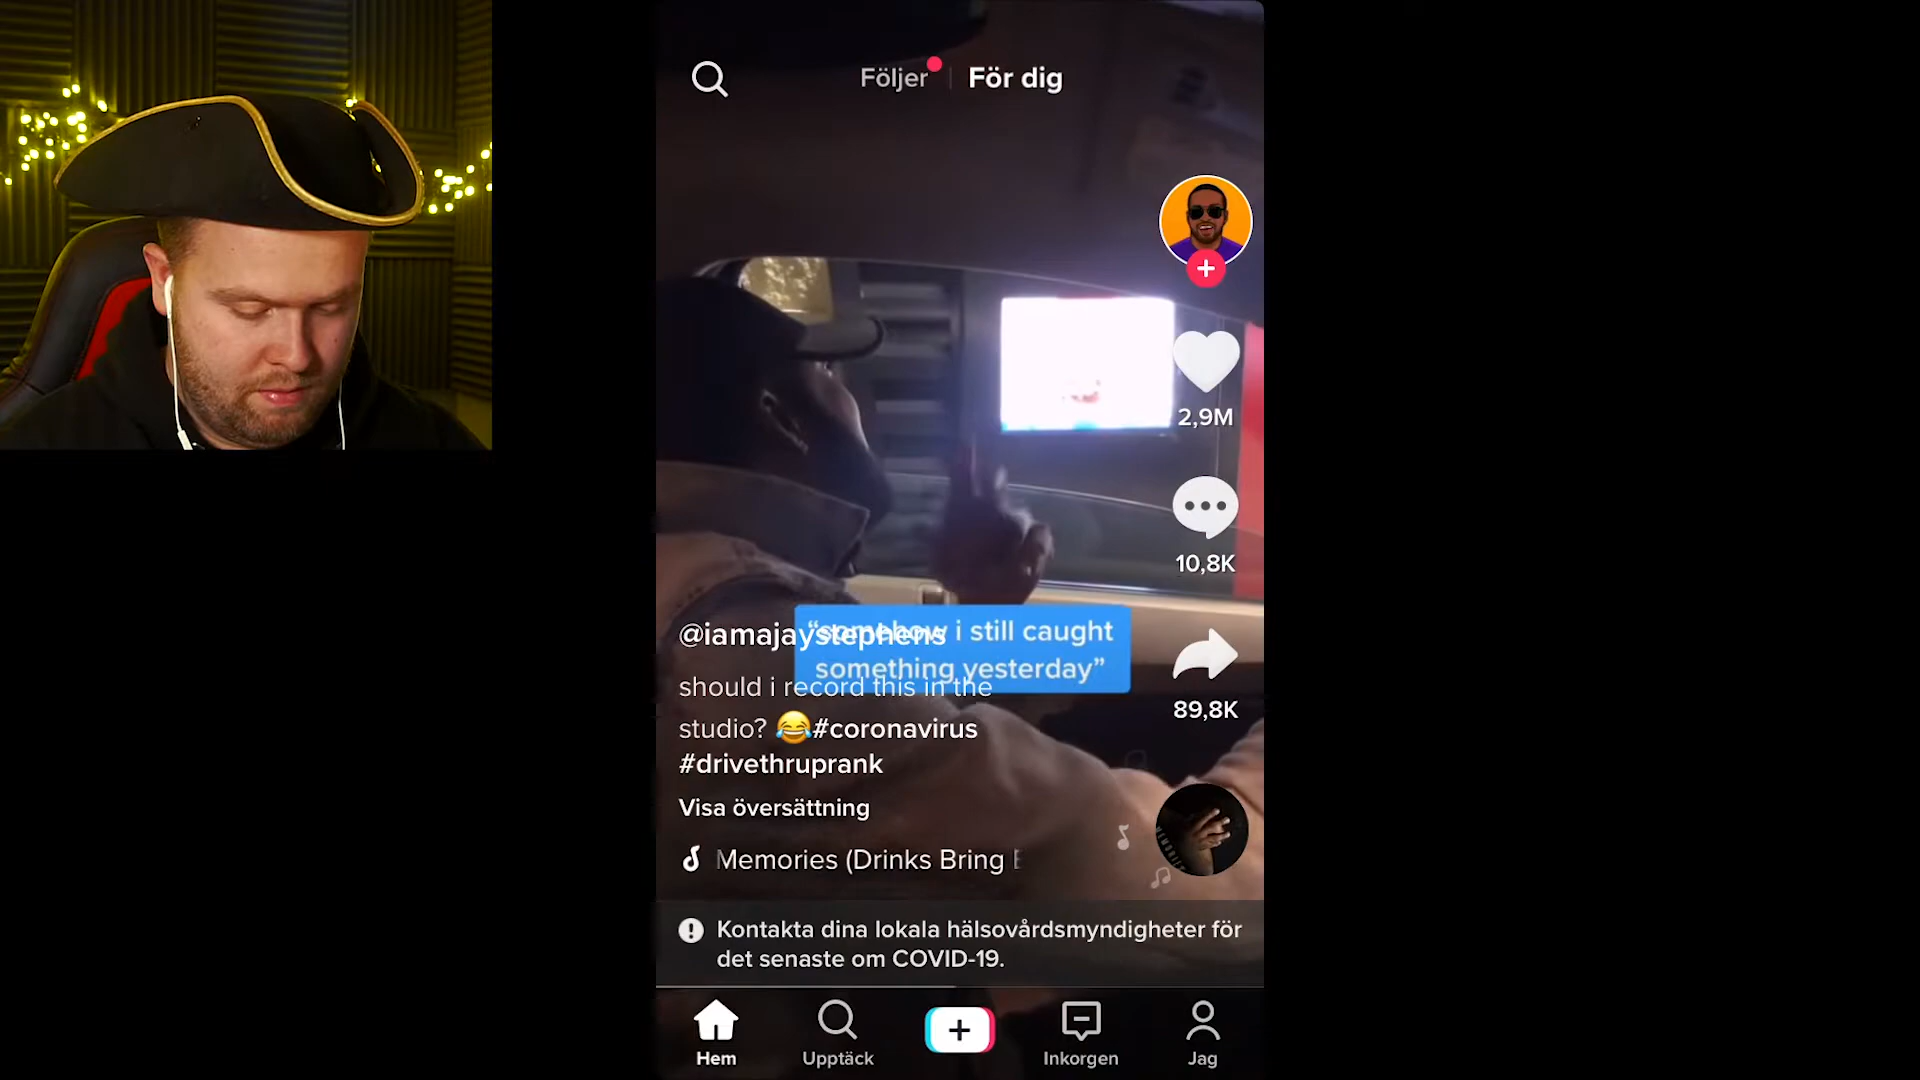 Följer
För dig
2,9M
10,8K
"somehow i still caught
something yesterday"
@iamajaystephens
should i record this in the
studio? 😂#coronavirus
#drivethruprank
89,8K
Visa översättning
Memories (Drinks Bring
Kontakta dina lokala hälsovårdsmyndigheter för
det senaste om COVID-19.
Hem
Upptäck
Inkorgen
Jag